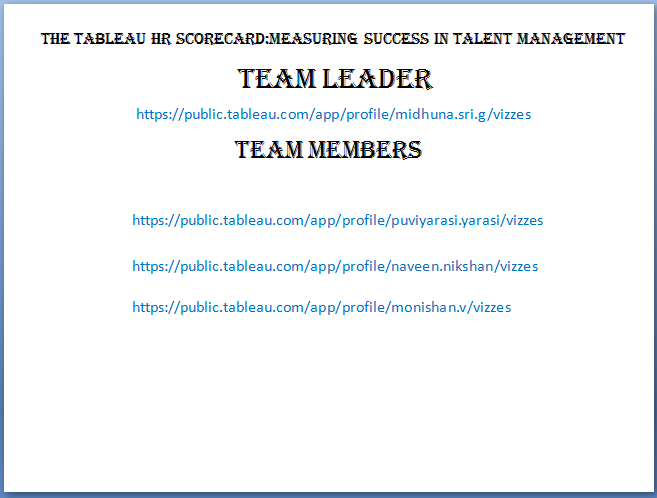 THE TABLEAU HR SCORECARD:MEASURING SUCCESS IN TALENT MANAGEMENT
TEAM LEADER
https://public.tableau.com/app/profile/midhuna.sri.g/vizzes
TEAM MEMBERS
https://public.tableau.com/app/profile/puviyarasi.yarasi/vizzes
https://public.tableau.com/app/profile/naveen.nikshan/vizzes
https://public.tableau.com/app/profile/monishan.v/vizzes